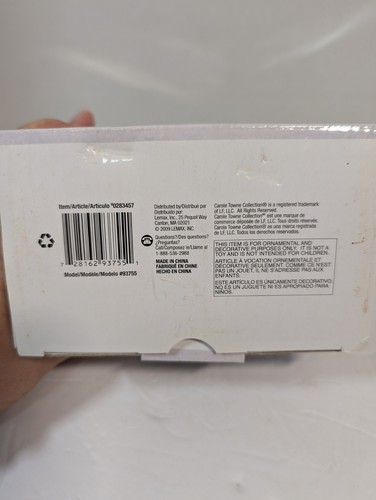 Item/Article/Artículo #0283457
7 28162 93755 1
Model/Modèle/Modelo #93755
Distributed by/Distribué par
Distribuido por:
Lemax, Inc., 25 Pequot Way
Canton, MA 02021
© 2009 LEMAX, INC
Questions?/Des questions?
¿Preguntas?
Call/Composez le/Llame al
1-888-536-2989
MADE IN CHINA
FABRIQUÉ EN CHINE
HECHO EN CHINA
Carole Towne Collection® is a registered trademark
of LF, LLC. All Rights Reserved.
Carole Towne Collection® est une marque de
commerce déposée de LF, LLC Tous droits réservés.
Carole Towne Collection® es una marca registrada
de LF, LLC. Todos los derechos reservados.
THIS ITEM IS FOR ORNAMENTAL AND
DECORATIVE PURPOSES ONLY. IT IS NOT A
TOY AND IS NOT INTENDED FOR CHILDREN.
ARTICLE À VOCATION ORNEMENTALE ET
DÉCORATIVE SEULEMENT. COMME CE N'EST
PAS UN JOUET, IL NE S'ADRESSE PAS AUX
ENFANTS.
ESTE ARTÍCULO ES ÚNICAMENTE DECORATIVO,
NO ES UN JUGUETE NI ES APROPIADO PARA
NIÑOS.